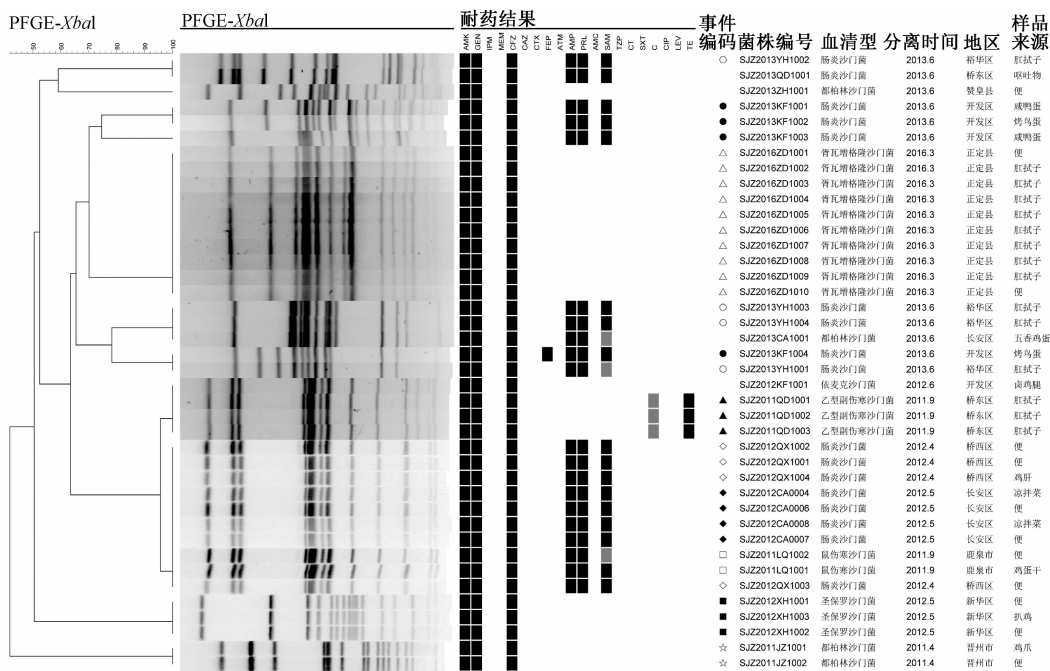 PFGE-XbaI
PFGE-XbaI
耐药结果
事件编码
菌株编号
血清型
分离时间
地区
样品来源
40 50 60 70 80 90 100
AMK GEN IPM MEM CFZ CAZ CTX FEP ATM AMP PRL AMC SAM TZP CT SXT C CIP LEV TE
○ SJZ2013YH1002 肠炎沙门菌 2013.6 裕华区 肛拭子
SJZ2013QD1001 肠炎沙门菌 2013.6 桥东区 呕吐物
SJZ2013ZH1001 都柏林沙门菌 2013.6 赞皇县 便
● SJZ2013KF1001 肠炎沙门菌 2013.6 开发区 咸鸭蛋
● SJZ2013KF1002 肠炎沙门菌 2013.6 开发区 烤鸟蛋
● SJZ2013KF1003 肠炎沙门菌 2013.6 开发区 咸鸭蛋
△ SJZ2016ZD1001 胥瓦增格隆沙门菌 2016.3 正定县 便
△ SJZ2016ZD1002 胥瓦增格隆沙门菌 2016.3 正定县 肛拭子
△ SJZ2016ZD1003 胥瓦增格隆沙门菌 2016.3 正定县 肛拭子
△ SJZ2016ZD1004 胥瓦增格隆沙门菌 2016.3 正定县 肛拭子
△ SJZ2016ZD1005 胥瓦增格隆沙门菌 2016.3 正定县 肛拭子
△ SJZ2016ZD1006 胥瓦增格隆沙门菌 2016.3 正定县 肛拭子
△ SJZ2016ZD1007 胥瓦增格隆沙门菌 2016.3 正定县 肛拭子
△ SJZ2016ZD1008 胥瓦增格隆沙门菌 2016.3 正定县 肛拭子
△ SJZ2016ZD1009 胥瓦增格隆沙门菌 2016.3 正定县 肛拭子
△ SJZ2016ZD1010 胥瓦增格隆沙门菌 2016.3 正定县 便
○ SJZ2013YH1003 肠炎沙门菌 2013.6 裕华区 肛拭子
○ SJZ2013YH1004 肠炎沙门菌 2013.6 裕华区 肛拭子
SJZ2013CA1001 都柏林沙门菌 2013.6 长安区 五香鸡蛋
● SJZ2013KF1004 肠炎沙门菌 2013.6 开发区 烤鸟蛋
○ SJZ2013YH1001 肠炎沙门菌 2013.6 裕华区 肛拭子
SJZ2012KF1001 依麦克沙门菌 2012.6 开发区 卤鸡腿
▲ SJZ2011QD1001 乙型副伤寒沙门菌 2011.9 桥东区 肛拭子
▲ SJZ2011QD1002 乙型副伤寒沙门菌 2011.9 桥东区 肛拭子
▲ SJZ2011QD1003 乙型副伤寒沙门菌 2011.9 桥东区 肛拭子
◇ SJZ2012QX1002 肠炎沙门菌 2012.4 桥西区 便
◇ SJZ2012QX1001 肠炎沙门菌 2012.4 桥西区 便
◇ SJZ2012QX1004 肠炎沙门菌 2012.4 桥西区 鸡肝
◆ SJZ2012CA0004 肠炎沙门菌 2012.5 长安区 凉拌菜
◆ SJZ2012CA0006 肠炎沙门菌 2012.5 长安区 便
◆ SJZ2012CA0008 肠炎沙门菌 2012.5 长安区 凉拌菜
◆ SJZ2012CA0007 肠炎沙门菌 2012.5 长安区 便
□ SJZ2011LQ1002 鼠伤寒沙门菌 2011.9 鹿泉市 便
□ SJZ2011LQ1001 鼠伤寒沙门菌 2011.9 鹿泉市 鸡蛋干
◇ SJZ2012QX1003 肠炎沙门菌 2012.4 桥西区 便
■ SJZ2012XH1001 圣保罗沙门菌 2012.5 新华区 便
■ SJZ2012XH1003 圣保罗沙门菌 2012.5 新华区 扒鸡
■ SJZ2012XH1002 圣保罗沙门菌 2012.5 新华区 便
☆ SJZ2011JZ1001 都柏林沙门菌 2011.4 晋州市 鸡爪
☆ SJZ2011JZ1002 都柏林沙门菌 2011.4 晋州市 便